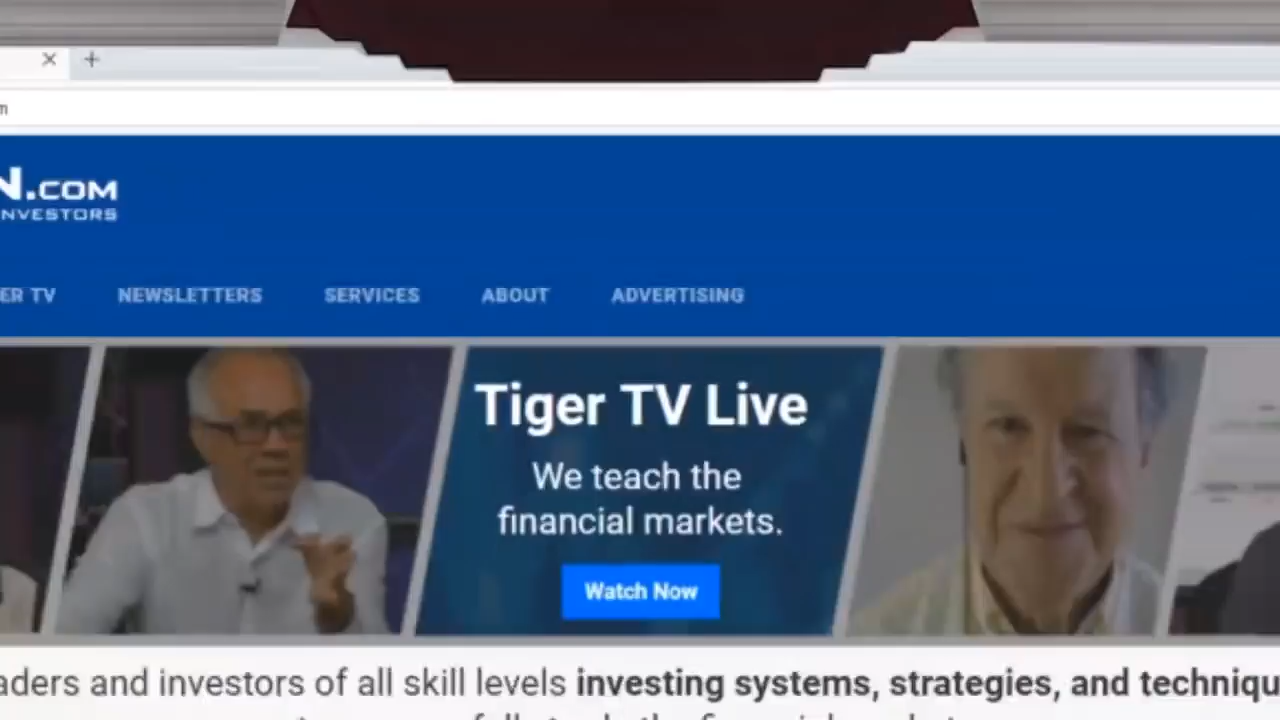 m
N.COM
INVESTORS
ER TV NEWSLETTERS SERVICES ABOUT ADVERTISING
Tiger TV Live
We teach the
financial markets.
Watch Now
aders and investors of all skill levels investing systems, strategies, and techniqu